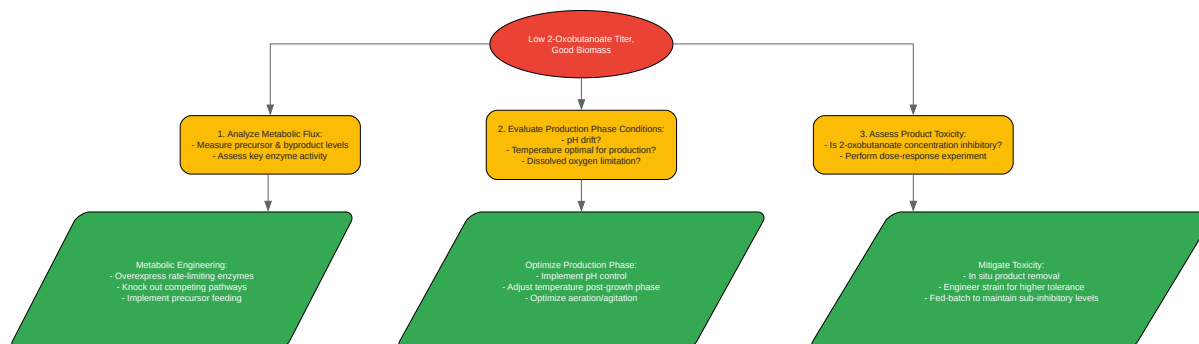 Low 2-Oxobutanoate Titer,
Good Biomass
1. Analyze Metabolic Flux:
- Measure precursor & byproduct levels
- Assess key enzyme activity
2. Evaluate Production Phase Conditions:
- pH drift?
- Temperature optimal for production?
- Dissolved oxygen limitation?
3. Assess Product Toxicity:
- Is 2-oxobutanoate concentration inhibitory?
- Perform dose-response experiment
Metabolic Engineering:
- Overexpress rate-limiting enzymes
- Knock out competing pathways
- Implement precursor feeding
Optimize Production Phase:
- Implement pH control
- Adjust temperature post-growth phase
- Optimize aeration/agitation
Mitigate Toxicity:
- In situ product removal
- Engineer strain for higher tolerance
- Fed-batch to maintain sub-inhibitory levels